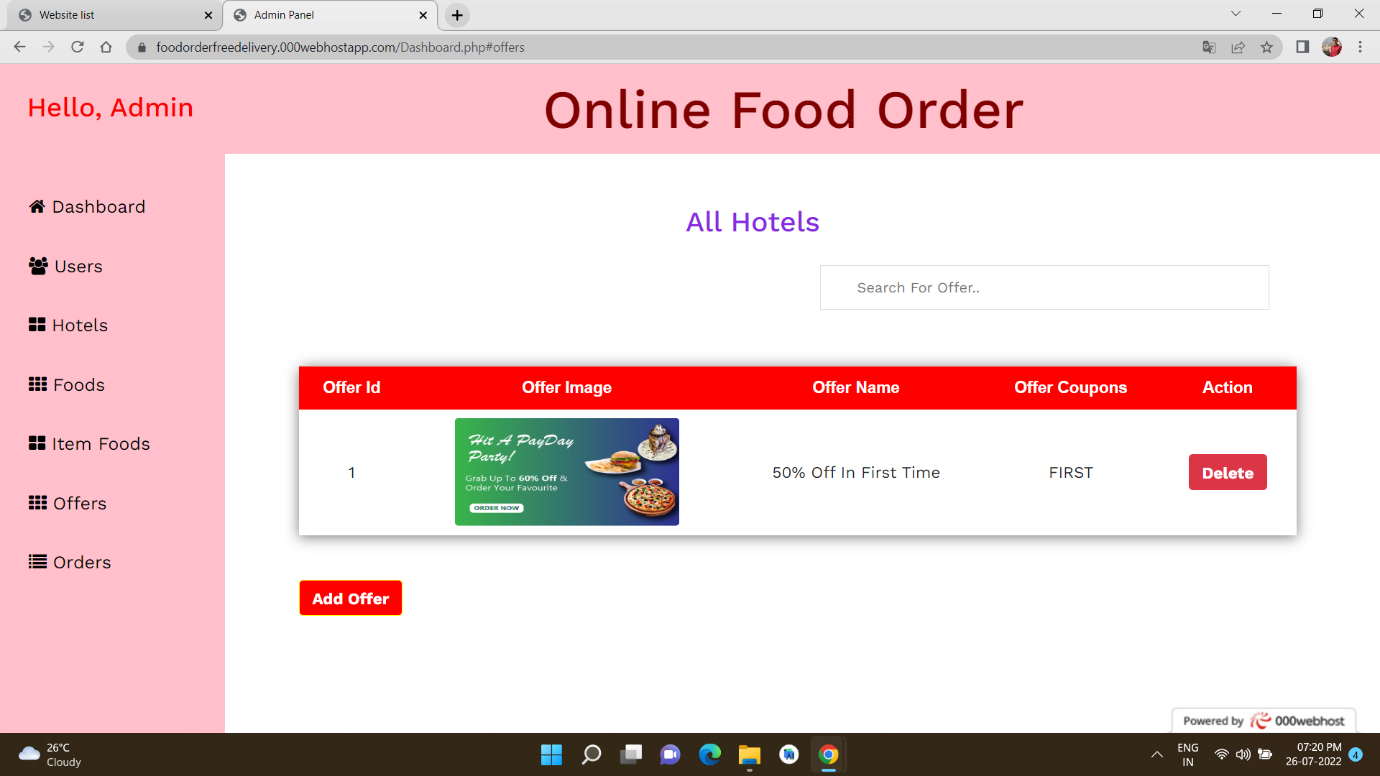 Website list
Admin Panel
foodorderfreedelivery.000webhostapp.com/Dashboard.php#offers
Hello, Admin
Online Food Order
Dashboard
Users
Hotels
Foods
Item Foods
Offers
Orders
All Hotels
Search For Offer..
Offer Id Offer Image Offer Name Offer Coupons Action
1
Hit A PayDay
Party!
Grab Up To 60% Off &
Order Your Favourite
ORDER NOW
50% Off In First Time
FIRST
Delete
Add Offer
Powered by 000webhost
26°C
Cloudy
ENG
IN
07:20 PM
26-07-2022
4